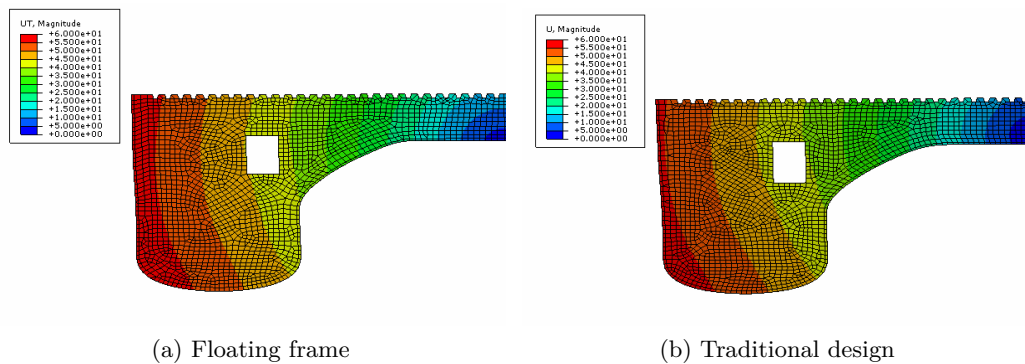 UT, Magnitude
+6.000e+01
+5.500e+01
+5.000e+01
+4.500e+01
+4.000e+01
+3.500e+01
+3.000e+01
+2.500e+01
+2.000e+01
+1.500e+01
+1.000e+01
+5.000e+00
+0.000e+00
U, Magnitude
+6.000e+01
+5.500e+01
+5.000e+01
+4.500e+01
+4.000e+01
+3.500e+01
+3.000e+01
+2.500e+01
+2.000e+01
+1.500e+01
+1.000e+01
+5.000e+00
+0.000e+00
(a) Floating frame
(b) Traditional design